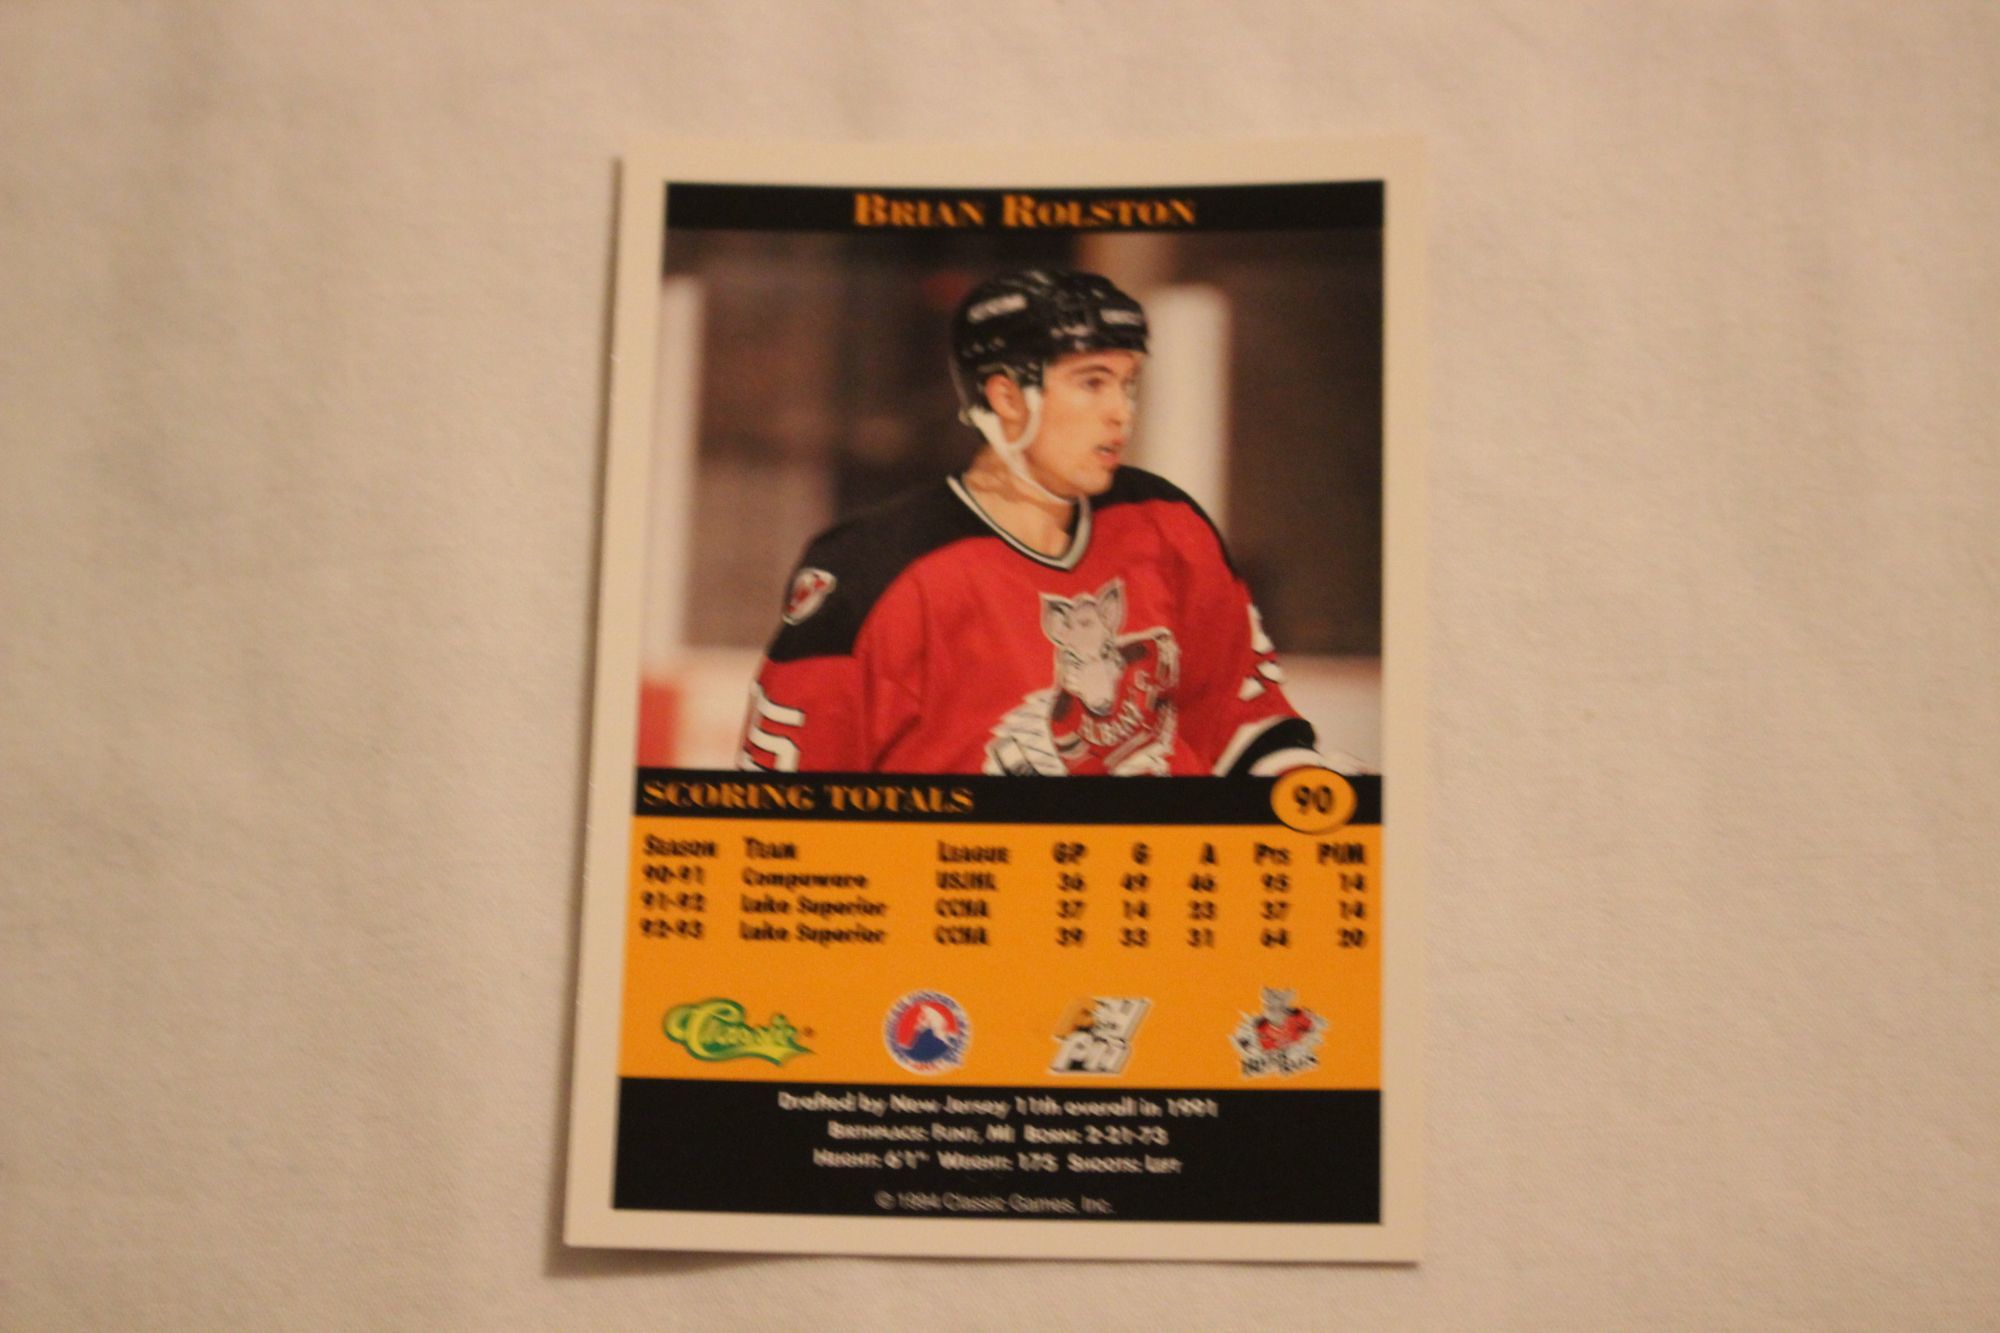 BRIAN ROLSTON
ALBANY
5
SCORING TOTALS
90
SEASON TEAM LEAGUE GP G A PTS PIM
90-91 Compuware USJHL 36 49 46 95 14
91-92 Lake Superior CCHA 37 14 23 37 14
92-93 Lake Superior CCHA 39 33 31 64 20
Classic
Drafted by New Jersey 11th overall in 1991
BIRTHPLACE: FLINT, MI BORN: 2-21-73
HEIGHT: 6'1" WEIGHT: 175 SHOOTS: LEFT
© 1994 Classic Games, Inc.